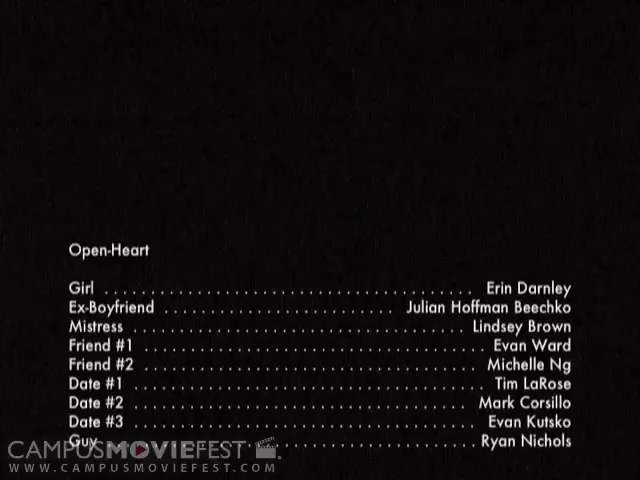 Open-Heart
Girl . . . . . . . . . . . . . . . . . . . . . . . . . . . . . . . . . . . . . . . . Erin Darnley
Ex-Boyfriend . . . . . . . . . . . . . . . . . . . . . . . . . Julian Hoffman Beechko
Mistress . . . . . . . . . . . . . . . . . . . . . . . . . . . . . . . . . . . Lindsey Brown
Friend #1 . . . . . . . . . . . . . . . . . . . . . . . . . . . . . . . . . . . . Evan Ward
Friend #2 . . . . . . . . . . . . . . . . . . . . . . . . . . . . . . . . . . . Michelle Ng
Date #1 . . . . . . . . . . . . . . . . . . . . . . . . . . . . . . . . . . . . . Tim LaRose
Date #2 . . . . . . . . . . . . . . . . . . . . . . . . . . . . . . . . . . . Mark Corsillo
Date #3 . . . . . . . . . . . . . . . . . . . . . . . . . . . . . . . . . . . . Evan Kutsko
Guy . . . . . . . . . . . . . . . . . . . . . . . . . . . . . . . . . . . . . . . Ryan Nichols
CAMPUSMOVIEFEST
WWW.CAMPUSMOVIEFEST.COM